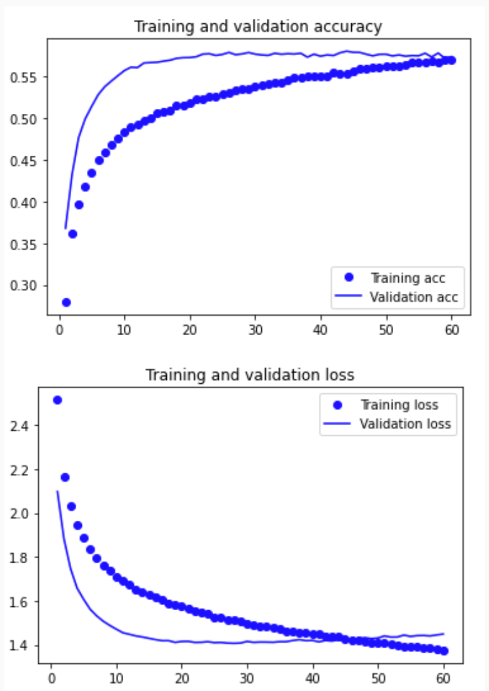 Training and validation accuracy
0.55
0.50
0.45
0.40
0.35
0.30
Training acc
Validation acc
0 10 20 30 40 50 60
Training and validation loss
2.4
2.2
2.0
1.8
1.6
1.4
Training loss
Validation loss
0 10 20 30 40 50 60